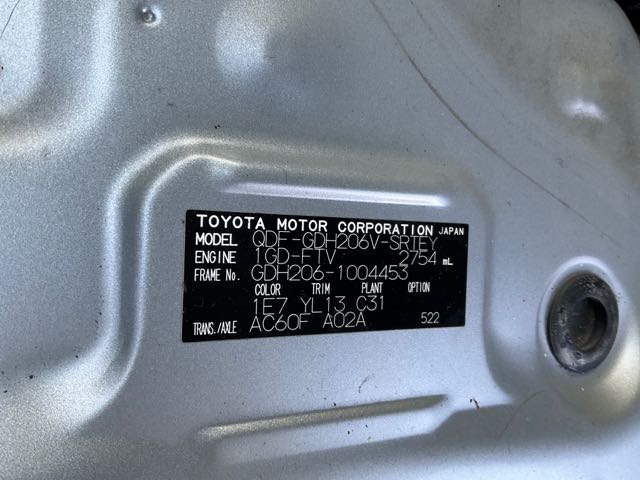 TOYOTA MOTOR CORPORATION JAPAN
MODEL QDF-GDH206V-SRTEY
ENGINE 1GD-FTV 2754 mL
FRAME NO. GDH206-1004453
COLOR TRIM PLANT OPTION
1E7 YL13 C31
TRANS./AXLE AC60F A02A 522